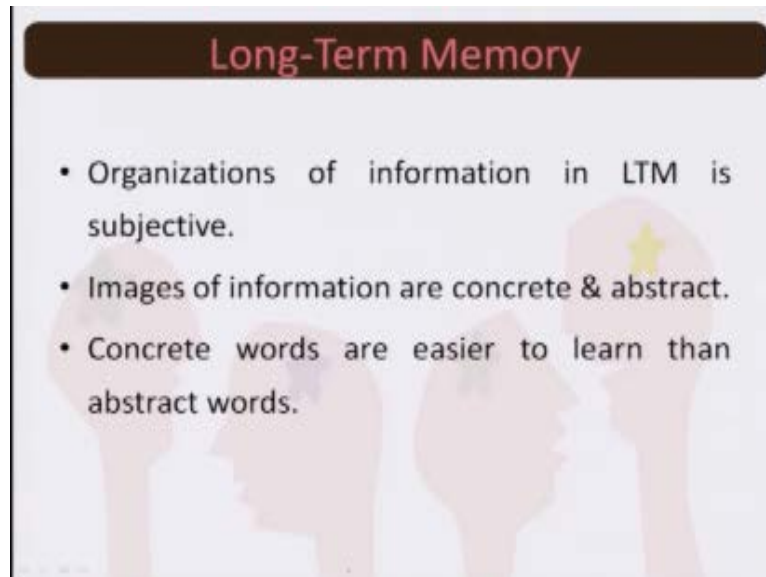 Long-Term Memory
• Organizations of information in LTM is
subjective.
• Images of information are concrete & abstract.
• Concrete words are easier to learn than
abstract words.